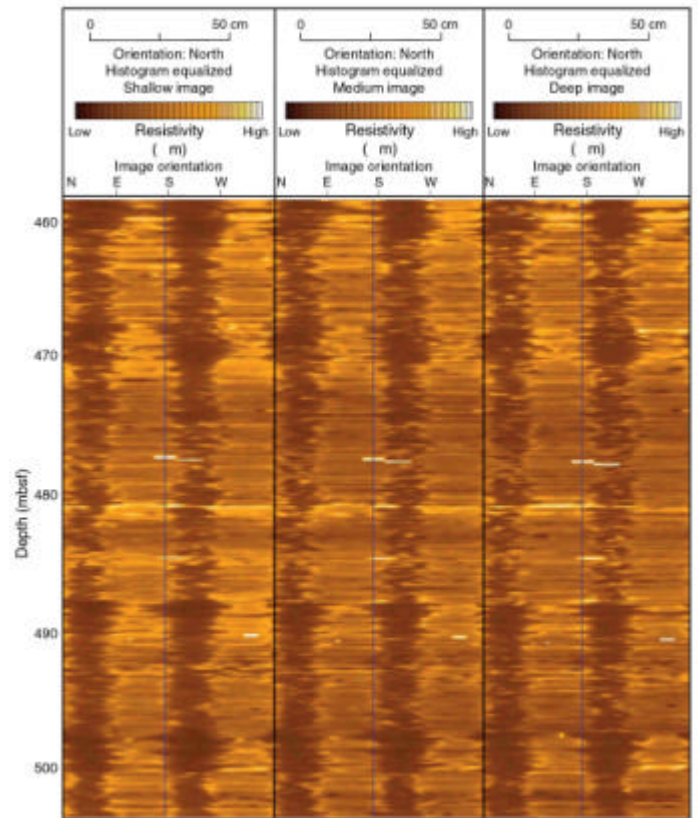 0 50 cm
Orientation: North
Histogram equalized
Shallow image
Low High
Resistivity
( m)
Image orientation
N E S W
0 50 cm
Orientation: North
Histogram equalized
Medium image
Low High
Resistivity
( m)
Image orientation
N E S W
0 50 cm
Orientation: North
Histogram equalized
Deep image
Low High
Resistivity
( m)
Image orientation
N E S W
Depth (mbsf)
460
470
480
490
500